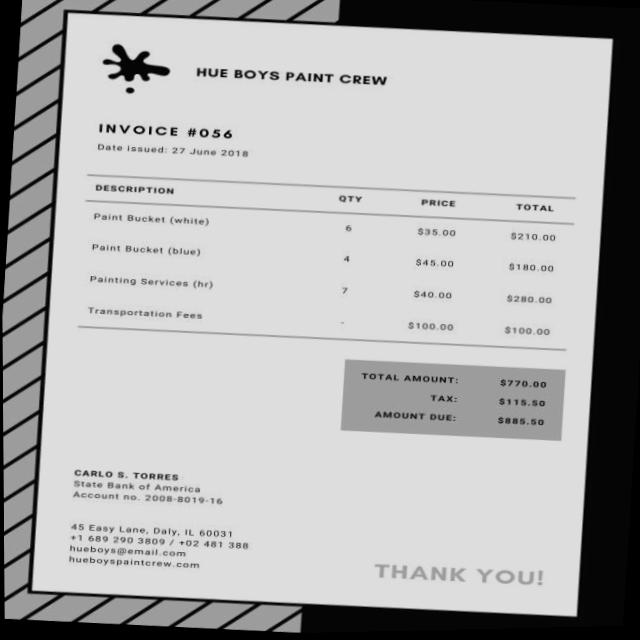 HUE BOYS PAINT CREW
INVOICE #056
Date issued: 27 June 2018
DESCRIPTION QTY PRICE TOTAL
Paint Bucket (white) 6 $35.00 $210.00
Paint Bucket (blue) 4 $45.00 $180.00
Painting Services (hr) 7 $40.00 $280.00
Transportation Fees - $100.00 $100.00
TOTAL AMOUNT: $770.00
TAX: $115.50
AMOUNT DUE: $885.50
CARLO S. TORRES
State Bank of America
Account no. 2008-8019-16
45 Easy Lane, Daly, IL 60031
+1 689 290 3809 / +02 481 388
hueboys@email.com
hueboyspaintcrew.com
THANK YOU!